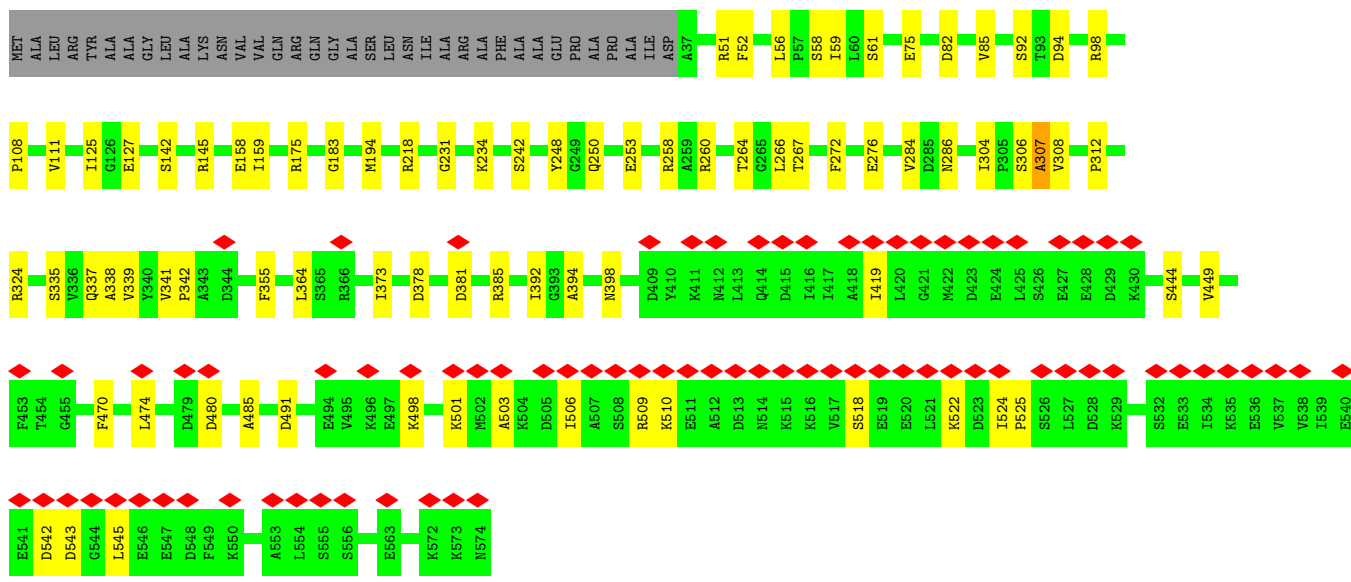 MET ALA LEU ARG TYR ALA ALA GLY LEU ALA LYS ASN VAL VAL GLN ARG GLN GLY ALA SER LEU ASN ILE ALA ARG ALA PHE ALA ALA GLU PRO ALA PRO ALA ILE ASP A37 R51 F52 L56 P57 S58 I59 L60 S61 E75 D82 V85 S92 T93 D94 R98
P108 V111 I125 G126 E127 S142 R145 E158 I159 R175 G183 M194 R218 G231 K234 S242 Y248 G249 Q250 E253 R258 A259 R260 T264 G265 L266 T267 F272 E276 V284 D285 N286 I304 P305 S306 A307 V308 P312
R324 S335 V336 Q337 A338 V339 Y340 V341 P342 A343 D344 F355 L364 S365 R366 I373 D378 D381 R385 I392 G393 A394 N398 D409 Y410 K411 N412 L413 Q414 D415 I416 I417 A418 I419 L420 G421 M422 D423 E424 L425 S426 E427 E428 D429 K430 S444 V449
F453 T454 G455 F470 L474 D479 D480 A485 D491 E494 V495 K496 E497 K498 K501 M502 A503 K504 D505 I506 A507 S508 R509 K510 E511 A512 D513 N514 K515 K516 V517 S518 E519 E520 L521 K522 D523 I524 P525 S526 L527 D528 K529 S532 E533 I534 K535 E536 V537 V538 I539 E540
E541 D542 D543 G544 L545 E546 E547 D548 F549 K550 A553 L554 S555 S556 E563 K572 K573 N574